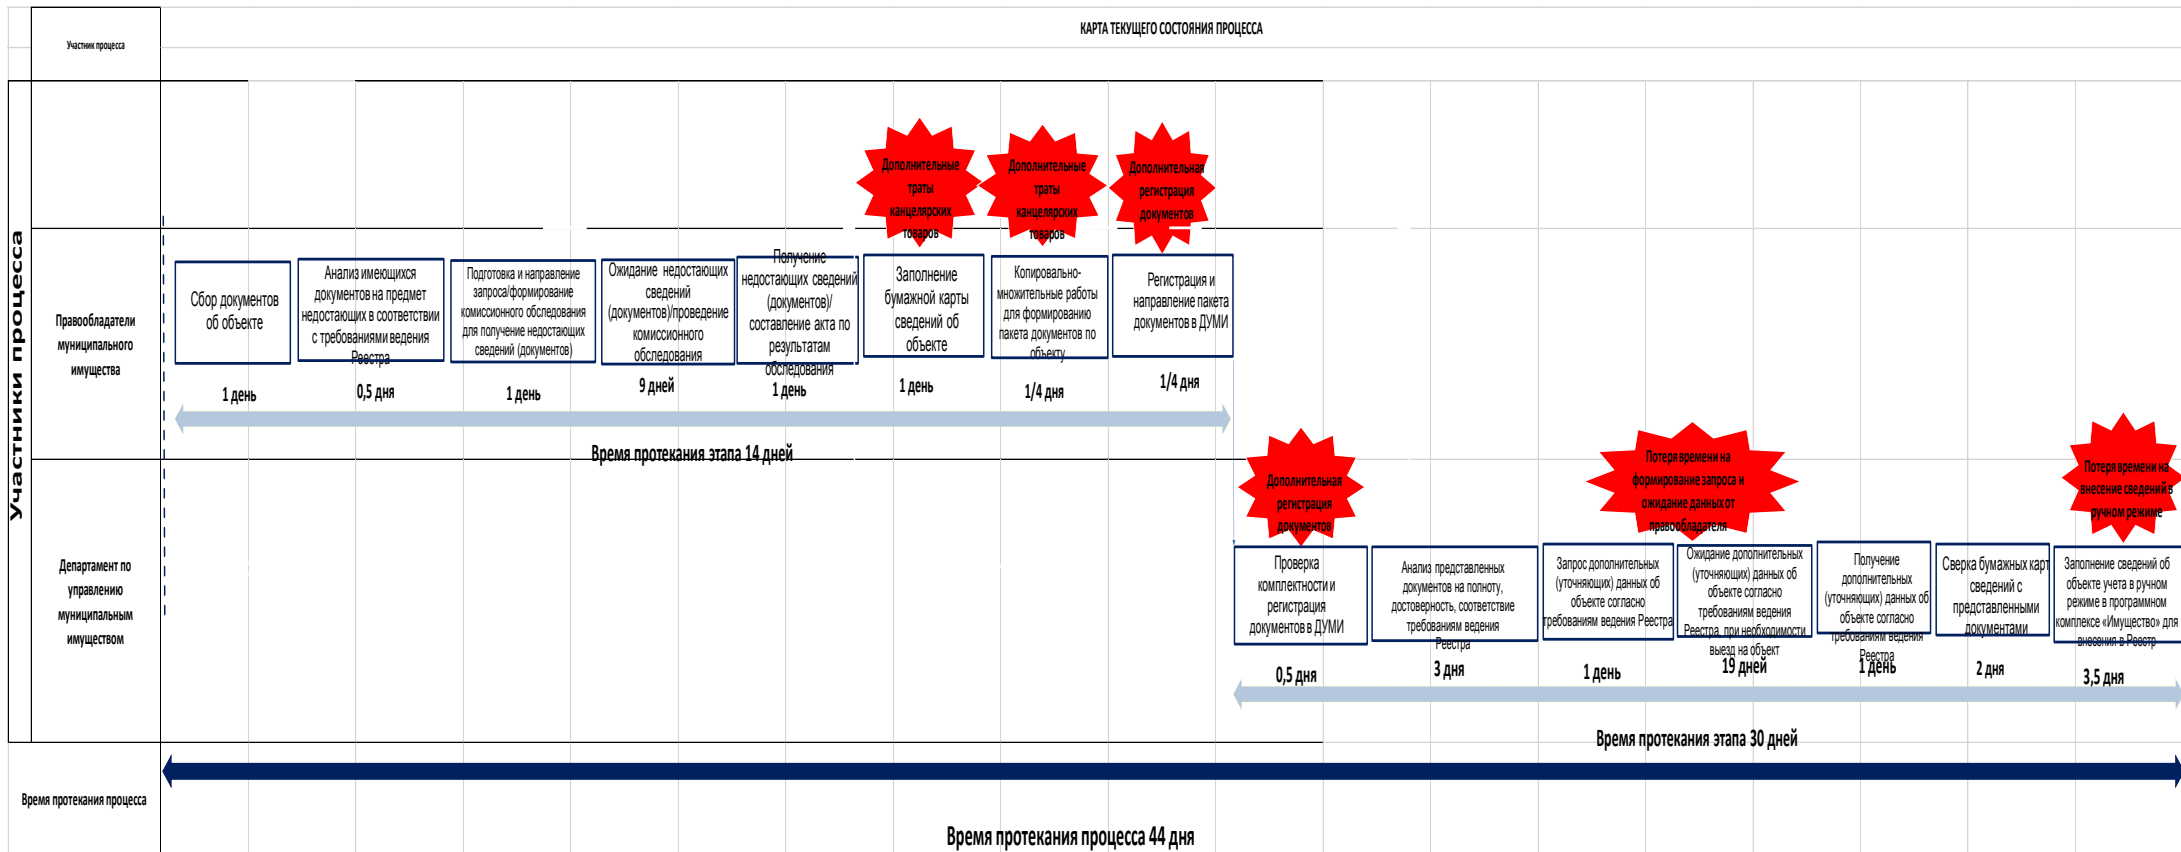 КАРТА ТЕКУЩЕГО СОСТОЯНИЯ ПРОЦЕССА
Участник процесса
Участники процесса
Правообладатели
муниципального
имущества
Дополнительные
траты
канцелярских
товаров
Дополнительные
траты
канцелярских
товаров
Дополнительная
регистрация
документов
Сбор документов
об объекте
1 день
Анализ имеющихся
документов на предмет
недостающих в соответствии
с требованиями ведения
Реестра
0,5 дня
Подготовка и направление
запроса/формирование
комиссионного обследования
для получение недостающих
сведений (документов)
1 день
Ожидание недостающих
сведений
(документов)/проведение
комиссионного
обследования
9 дней
Получение
недостающих сведений
(документов)/
составление акта по
результатам
обследования
1 день
Заполнение
бумажной карты
сведений об
объекте
1 день
Копировально-
множительные работы
для формированию
пакета документов по
объекту
1/4 дня
Регистрация и
направление пакета
документов в ДУМИ
1/4 дня
Время протекания этапа 14 дней
Департамент по
управлению
муниципальным
имуществом
Дополнительная
регистрация
документов
Потеря времени на
формирование запроса и
ожидание данных от
правообладателя
Потеря времени на
внесение сведений в
ручном режиме
Проверка
комплектности и
регистрация
документов в ДУМИ
0,5 дня
Анализ представленных
документов на полноту,
достоверность, соответствие
требованиям ведения
Реестра
3 дня
Запрос дополнительных
(уточняющих) данных об
объекте согласно
требованиям ведения Реестра
1 день
Ожидание дополнительных
(уточняющих) данных об
объекте согласно
требованиям ведения
Реестра, при необходимости
выезд на объект
19 дней
Получение
дополнительных
(уточняющих) данных об
объекте согласно
требованиям ведения
Реестра
1 день
Сверка бумажных карт
сведений с
представленными
документами
2 дня
Заполнение сведений об
объекте учета в ручном
режиме в программном
комплексе «Имущество» для
внесения в Реестр
3,5 дня
Время протекания этапа 30 дней
Время протекания процесса
Время протекания процесса 44 дня